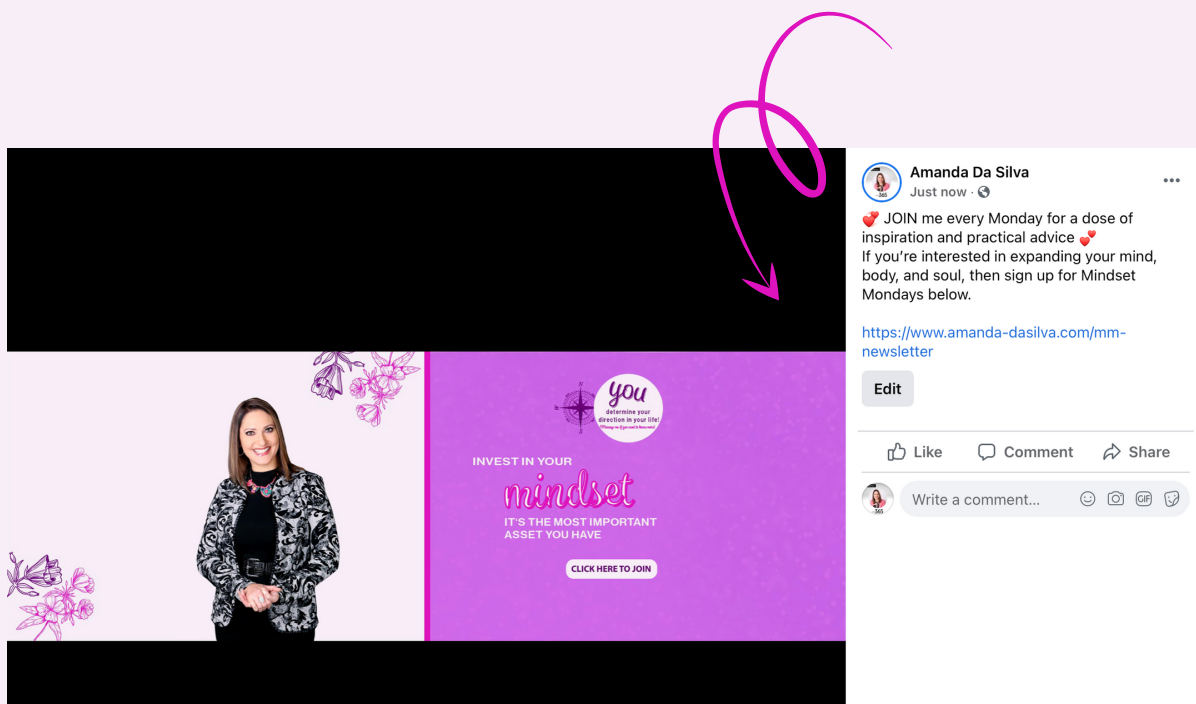 you
determine your
direction in your life!
INVEST IN YOUR
mindset
IT'S THE MOST IMPORTANT
ASSET YOU HAVE
CLICK HERE TO JOIN
Amanda Da Silva
Just now ·
💕 JOIN me every Monday for a dose of
inspiration and practical advice 💕
If you’re interested in expanding your mind,
body, and soul, then sign up for Mindset
Mondays below.
https://www.amanda-dasilva.com/mm-
newsletter
Edit
Like
Comment
Share
365
Write a comment...
GIF